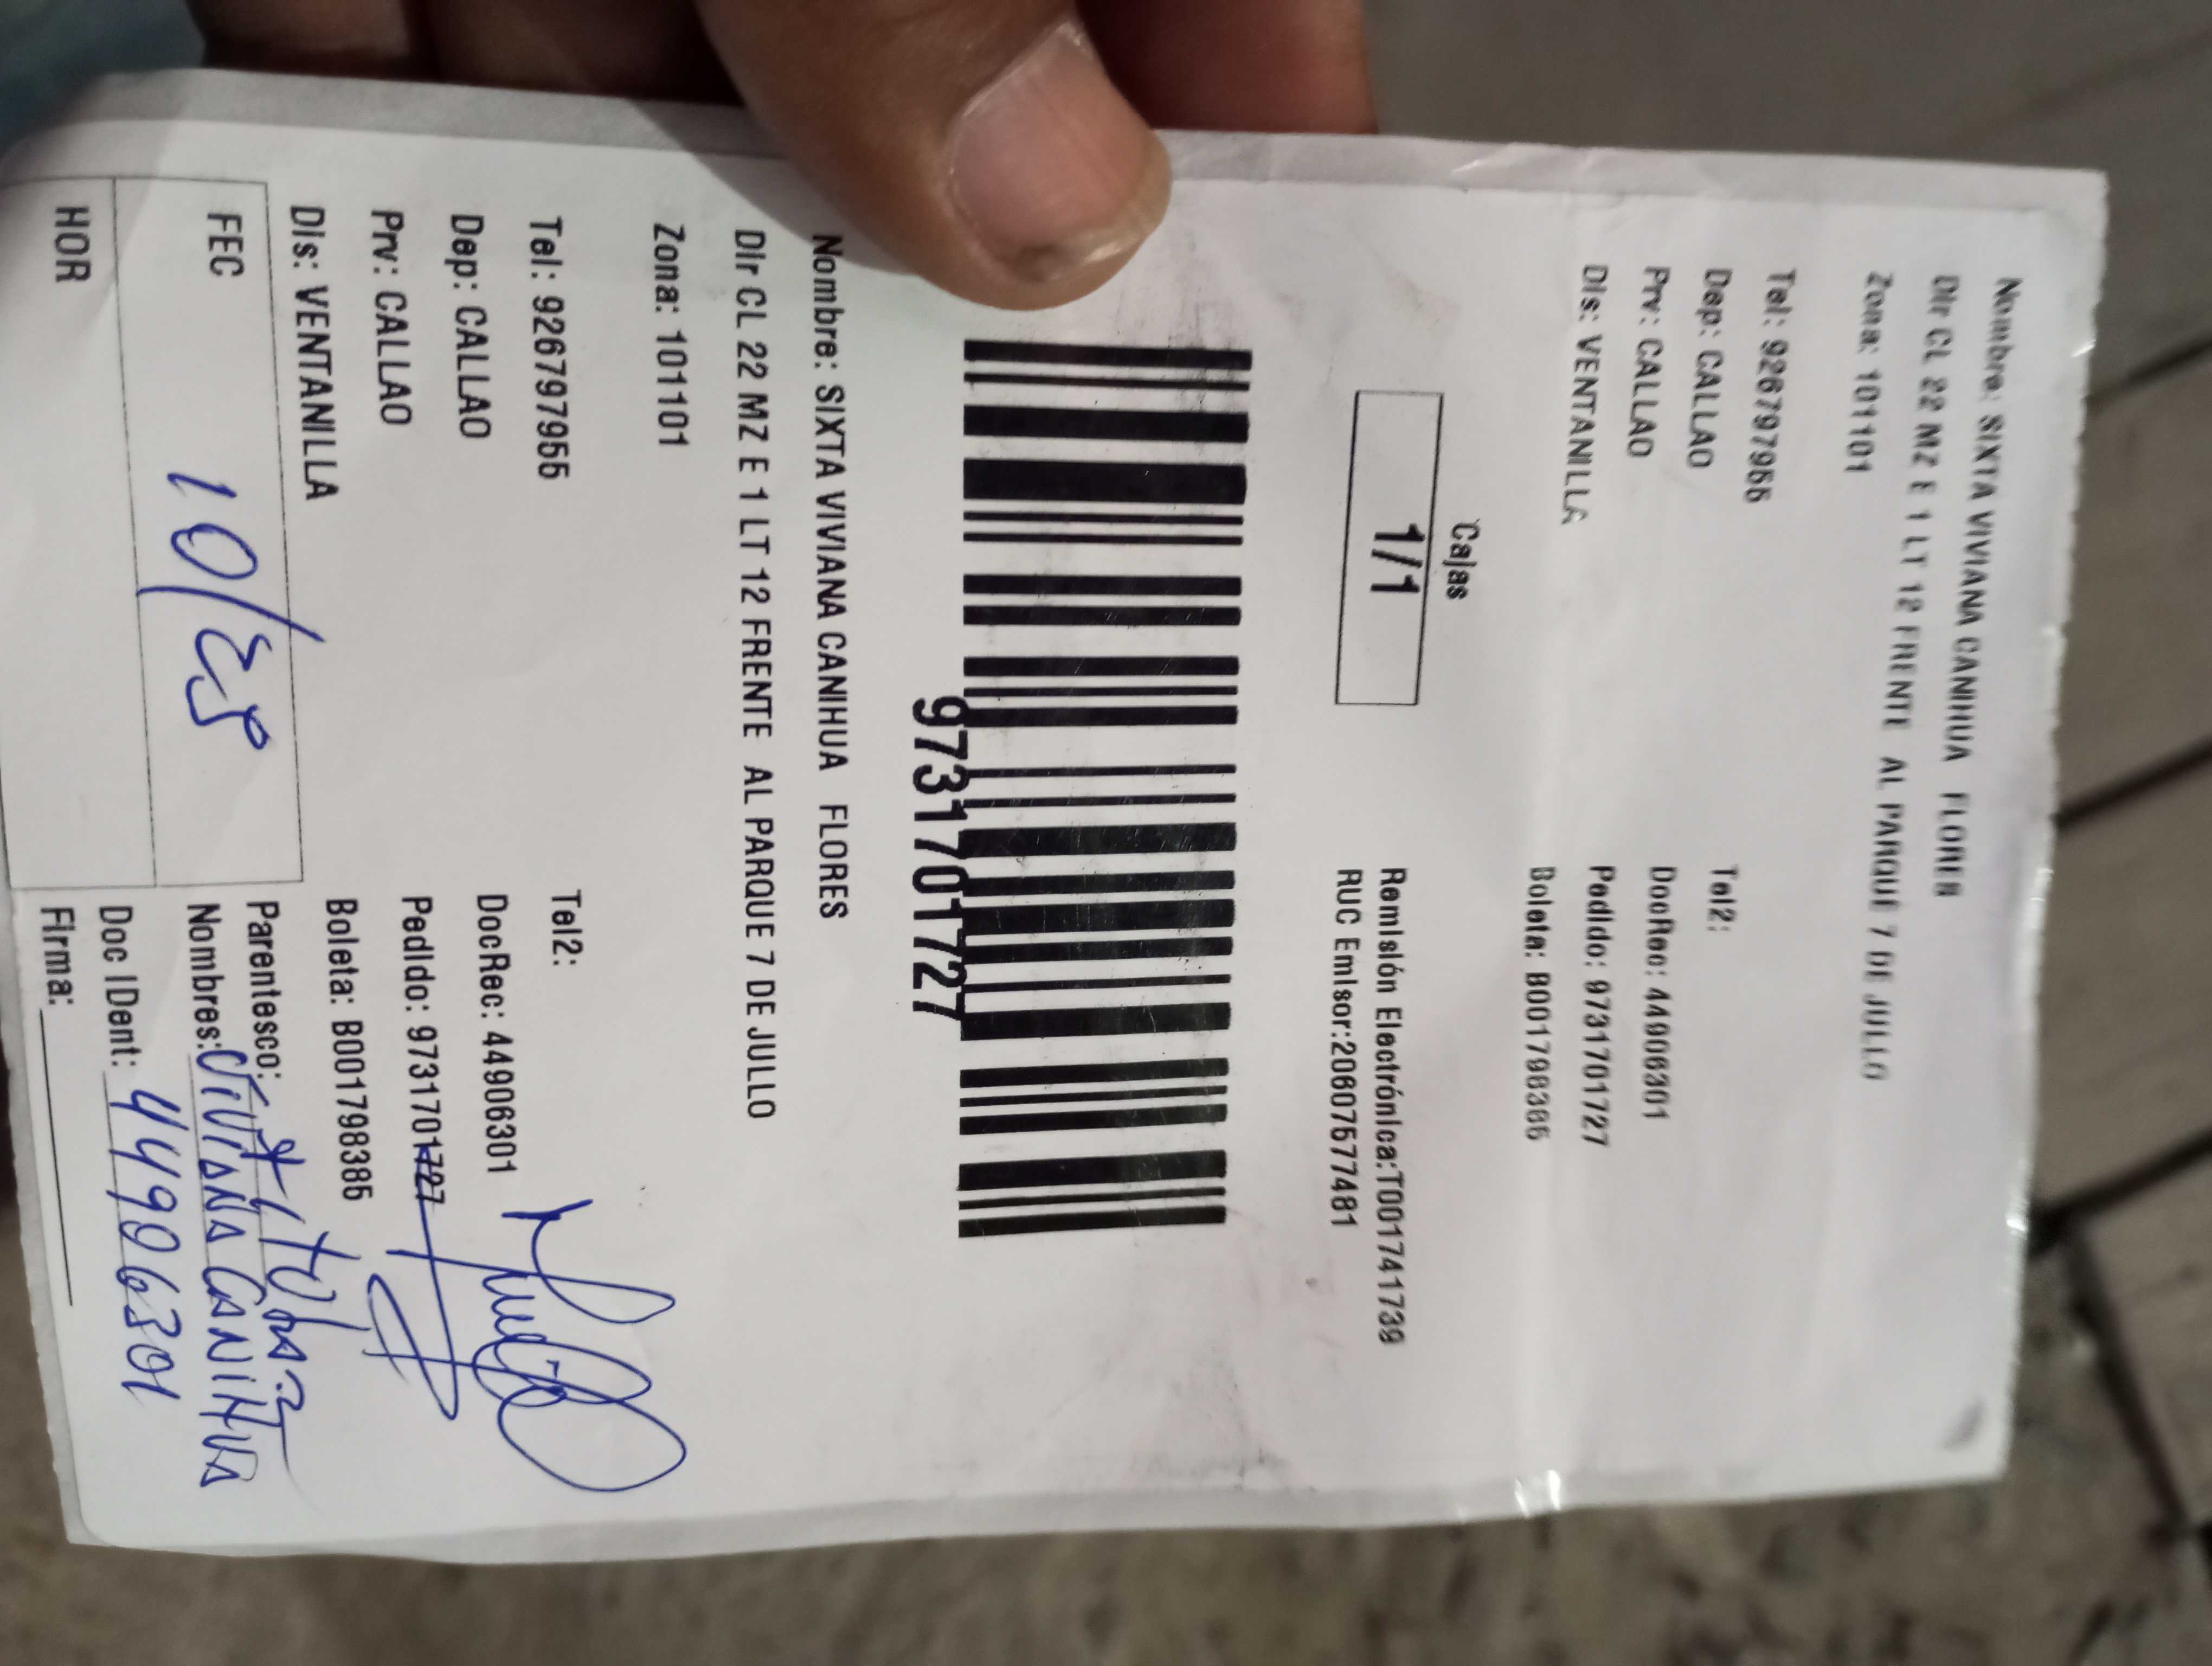 Nombre: SIXTA VIVIANA CANIHUA FLORES
Dir CL 22 MZ E 1 LT 12 FRENTE AL PARQUE 7 DE JULIO
Zona: 101101
Tel: 926797955 Tel2:
Dep: CALLAO DocRec: 44906301
Prv: CALLAO Pedido: 9731701727
Dis: VENTANILLA Boleta: B001798385
Cajas
1/1
Remisión Electrónica:T001741739
RUC Emisor:20607577481
9731701727
Nombre: SIXTA VIVIANA CANIHUA FLORES
Dir CL 22 MZ E 1 LT 12 FRENTE AL PARQUE 7 DE JULIO
Zona: 101101
Tel: 926797955 Tel2:
Dep: CALLAO DocRec: 44906301
Prv: CALLAO Pedido: 9731701727
Dis: VENTANILLA Boleta: B001798385
FEC 10/25 Parentesco:
Nombres: VIVIANA CANIHUA
HOR Doc IDent: 44906301
Firma: